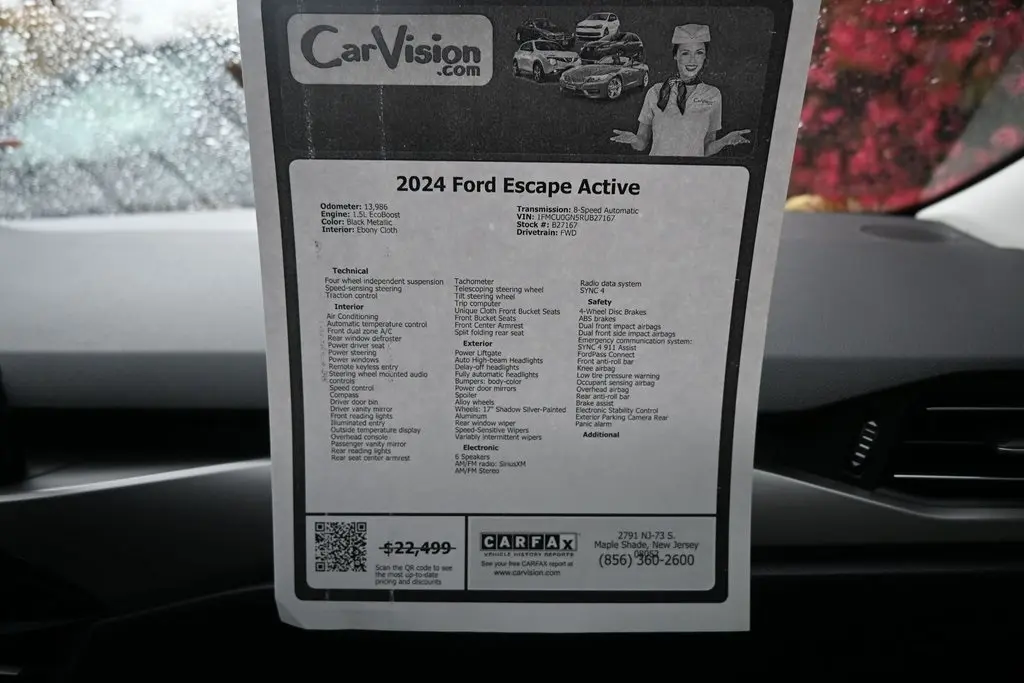 CarVision
.com
2024 Ford Escape Active
Odometer: 13,986
Engine: 1.5L EcoBoost
Color: Black Metallic
Interior: Ebony Cloth
Transmission: 8-Speed Automatic
VIN: 1FMCU0GN5RUB27167
Stock #: B27167
Drivetrain: FWD
Technical
Four wheel independent suspension
Speed-sensing steering
Traction control
Interior
Air Conditioning
Automatic temperature control
Front dual zone A/C
Rear window defroster
Power driver seat
Power steering
Power windows
Remote keyless entry
Steering wheel mounted audio
controls
Speed control
Compass
Driver door bin
Driver vanity mirror
Front reading lights
Illuminated entry
Outside temperature display
Overhead console
Passenger vanity mirror
Rear reading lights
Rear seat center armrest
Tachometer
Telescoping steering wheel
Tilt steering wheel
Trip computer
Unique Cloth Front Bucket Seats
Front Bucket Seats
Front Center Armrest
Split folding rear seat
Exterior
Power Liftgate
Auto High-beam Headlights
Delay-off headlights
Fully automatic headlights
Bumpers: body-color
Power door mirrors
Spoiler
Alloy wheels
Wheels: 17" Shadow Silver-Painted
Aluminum
Rear window wiper
Speed-Sensitive Wipers
Variably intermittent wipers
Electronic
6 Speakers
AM/FM radio: SiriusXM
AM/FM Stereo
Radio data system
SYNC 4
Safety
4-Wheel Disc Brakes
ABS brakes
Dual front impact airbags
Dual front side impact airbags
Emergency communication system:
SYNC 4 911 Assist
FordPass Connect
Front anti-roll bar
Knee airbag
Low tire pressure warning
Occupant sensing airbag
Overhead airbag
Rear anti-roll bar
Brake assist
Electronic Stability Control
Exterior Parking Camera Rear
Panic alarm
Additional
$22,499
Scan the QR code to see
the most up-to-date
pricing and discounts
CARFAX
VEHICLE HISTORY REPORTS
See your free CARFAX report at
www.carvision.com
2791 NJ-73 S.
Maple Shade, New Jersey
08052
(856) 360-2600